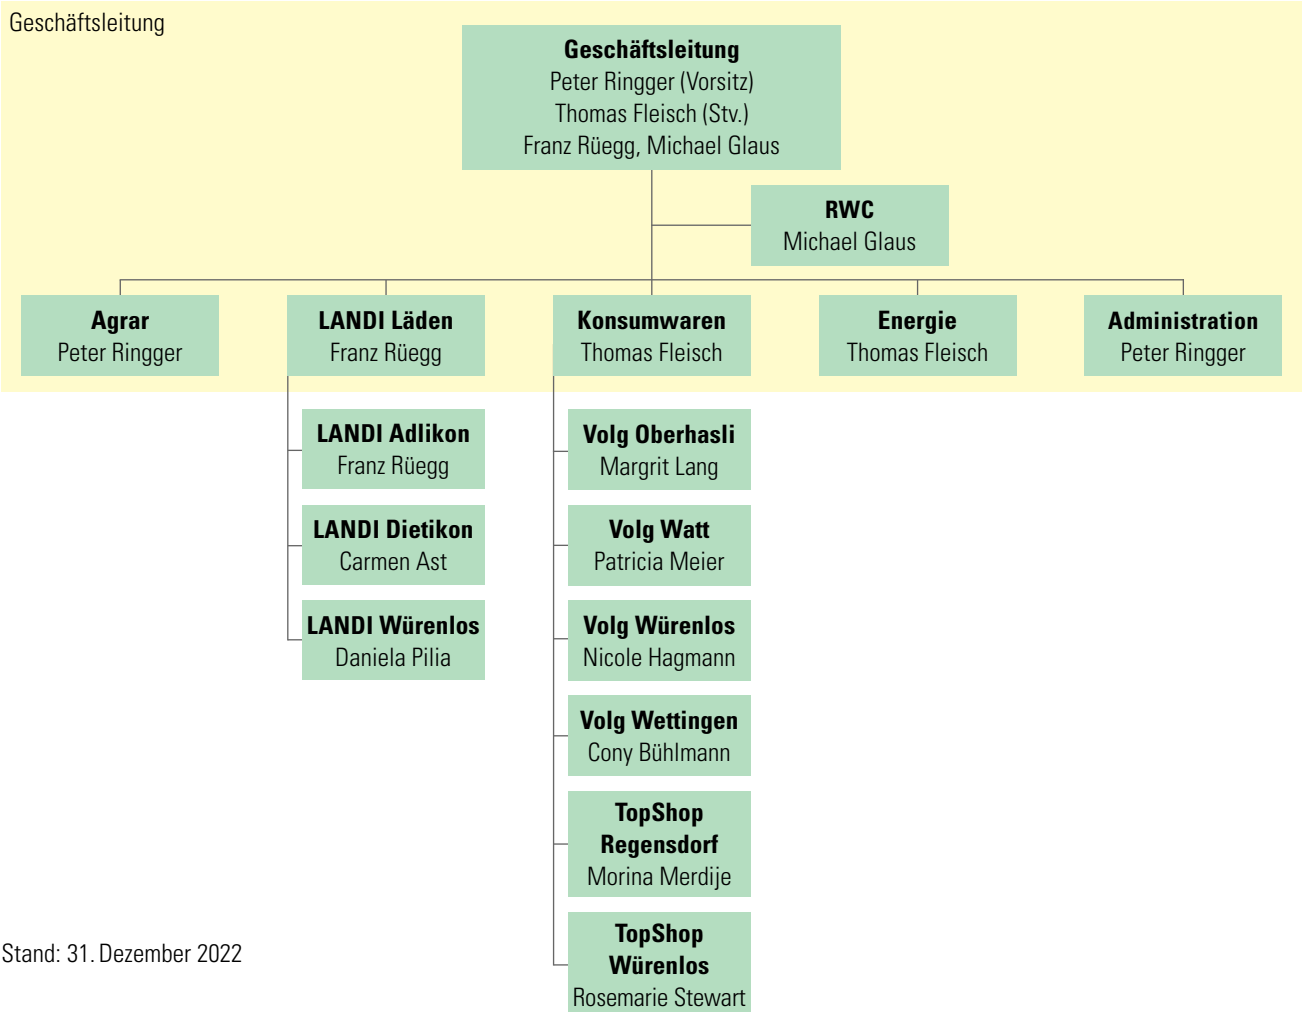 Geschäftsleitung
Geschäftsleitung
Peter Ringger (Vorsitz)
Thomas Fleisch (Stv.)
Franz Rüegg, Michael Glaus
RWC
Michael Glaus
Agrar
Peter Ringger
LANDI Läden
Franz Rüegg
Konsumwaren
Thomas Fleisch
Energie
Thomas Fleisch
Administration
Peter Ringger
LANDI Adlikon
Franz Rüegg
LANDI Dietikon
Carmen Ast
LANDI Würenlos
Daniela Pilia
Volg Oberhasli
Margrit Lang
Volg Watt
Patricia Meier
Volg Würenlos
Nicole Hagmann
Volg Wettingen
Cony Bühlmann
TopShop
Regensdorf
Morina Merdije
TopShop
Würenlos
Rosemarie Stewart
Stand: 31. Dezember 2022